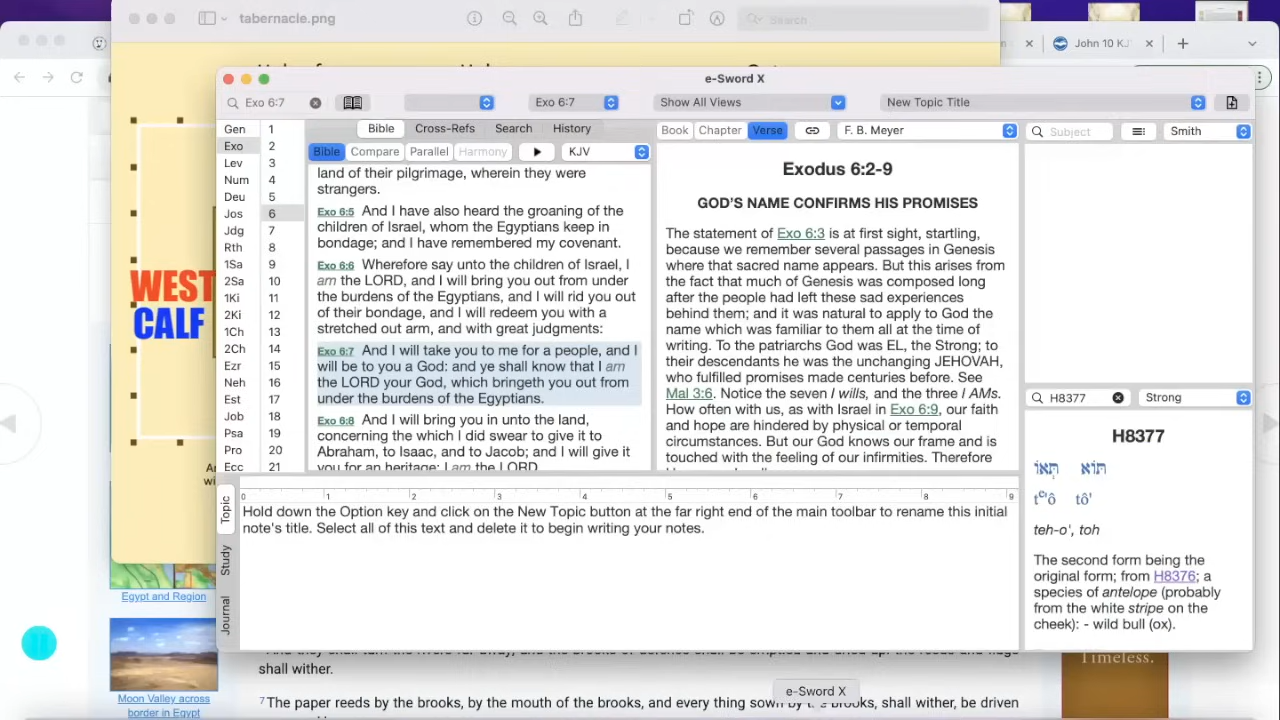 tabernacle.png
Search
John 10 KJ
e-Sword X
Exo 6:7
Exo 6:7
Show All Views
New Topic Title
Gen
Exo
Lev
Num
Deu
Jos
Jdg
Rth
1Sa
2Sa
1Ki
2Ki
1Ch
2Ch
Ezr
Neh
Est
Job
Psa
Pro
Ecc
1
2
3
4
5
6
7
8
9
10
11
12
13
14
15
16
17
18
19
20
21
Bible
Cross-Refs
Search
History
Bible
Compare
Parallel
Harmony
KJV
land of their pilgrimage, wherein they were
strangers.
Exo 6:5 And I have also heard the groaning of the
children of Israel, whom the Egyptians keep in
bondage; and I have remembered my covenant.
Exo 6:6 Wherefore say unto the children of Israel, I
am the LORD, and I will bring you out from under
the burdens of the Egyptians, and I will rid you out
of their bondage, and I will redeem you with a
stretched out arm, and with great judgments:
Exo 6:7 And I will take you to me for a people, and I
will be to you a God: and ye shall know that I am
the LORD your God, which bringeth you out from
under the burdens of the Egyptians.
Exo 6:8 And I will bring you in unto the land,
concerning the which I did swear to give it to
Abraham, to Isaac, and to Jacob; and I will give it
you for an heritage: I am the LORD.
Book
Chapter
Verse
F. B. Meyer
Exodus 6:2-9
GOD'S NAME CONFIRMS HIS PROMISES
The statement of Exo 6:3 is at first sight, startling,
because we remember several passages in Genesis
where that sacred name appears. But this arises from
the fact that much of Genesis was composed long
after the people had left these sad experiences
behind them; and it was natural to apply to God the
name which was familiar to them all at the time of
writing. To the patriarchs God was EL, the Strong; to
their descendants he was the unchanging JEHOVAH,
who fulfilled promises made centuries before. See
Mal 3:6. Notice the seven I wills, and the three I AMs.
How often with us, as with Israel in Exo 6:9, our faith
and hope are hindered by physical or temporal
circumstances. But our God knows our frame and is
touched with the feeling of our infirmities. Therefore
Subject
Smith
H8377
Strong
H8377
תְּאוֹ תּוֹא
tᵉ'ô tô'
teh-o', toh
The second form being the
original form; from H8376; a
species of antelope (probably
from the white stripe on the
cheek): - wild bull (ox).
Topic
Study
Journal
0 1 2 3 4 5 6 7 8 9
Hold down the Option key and click on the New Topic button at the far right end of the main toolbar to rename this initial
note's title. Select all of this text and delete it to begin writing your notes.
WEST
CALF
Egypt and Region
Moon Valley across
border in Egypt
shall wither.
7The paper reeds by the brooks, by the mouth of the brooks, and every thing sown by brooks, shall wither, be driven
e-Sword X
Timeless.